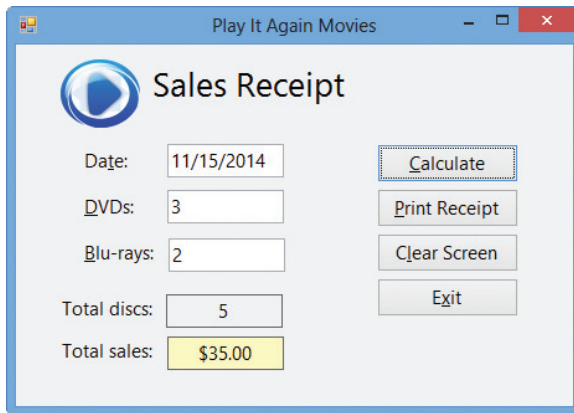 Play It Again Movies
Sales Receipt
Date: 11/15/2014
DVDs: 3
Blu-rays: 2
Total discs: 5
Total sales: $35.00
Calculate
Print Receipt
Clear Screen
Exit